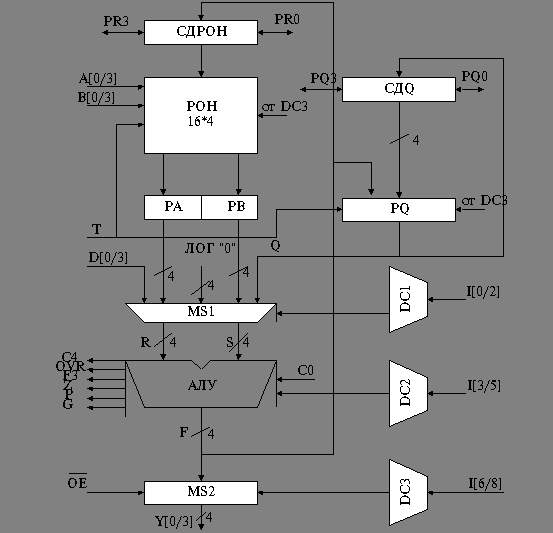 PR3 СДРОН PR0
A[0/3]
B[0/3]
РОН
16*4
от DC3
PQ3 СДQ PQ0
4
PA PB
PQ
от DC3
T
ЛОГ "0"
Q
D[0/3]
4 4 4
MS1
DC1
I[0/2]
R 4 S 4
C4
OVR
F3
Z
P
G
АЛУ
C0
DC2
I[3/5]
F 4
OE
MS2
DC3
I[6/8]
Y[0/3] 4